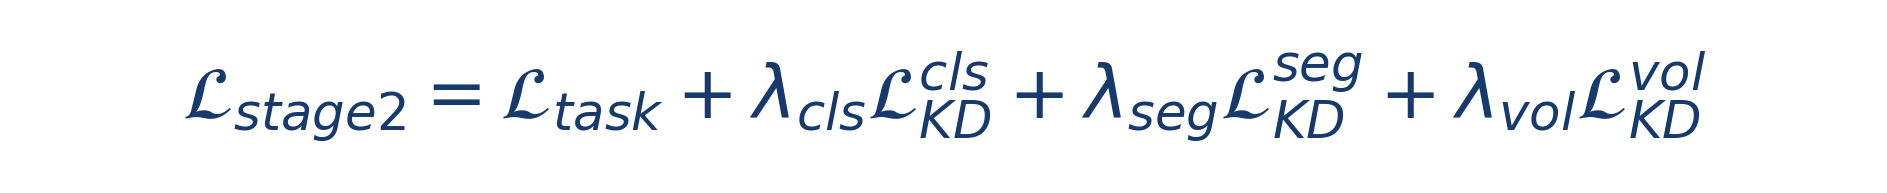 ℒ_{stage2} = ℒ_{task} + λ_{cls}ℒ_{KD}^{cls} + λ_{seg}ℒ_{KD}^{seg} + λ_{vol}ℒ_{KD}^{vol}